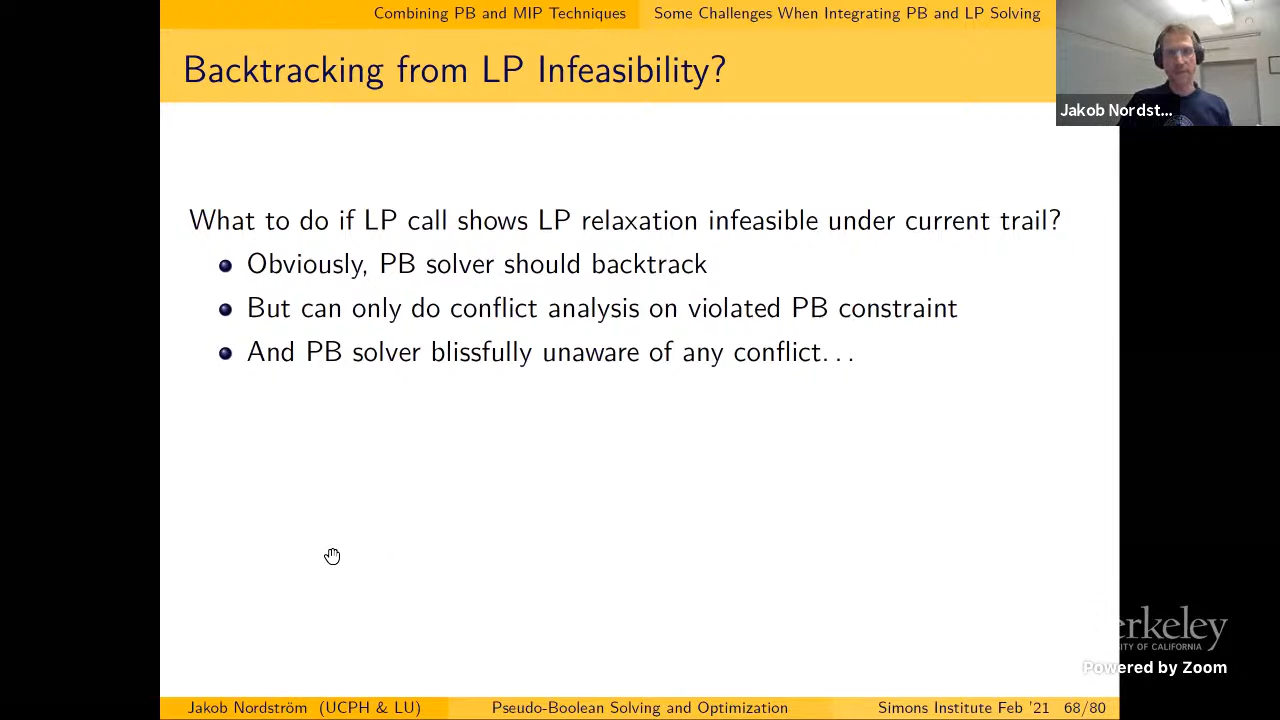 Combining PB and MIP Techniques Some Challenges When Integrating PB and LP Solving
Backtracking from LP Infeasibility?
Jakob Nordst...
What to do if LP call shows LP relaxation infeasible under current trail?
Obviously, PB solver should backtrack
But can only do conflict analysis on violated PB constraint
And PB solver blissfully unaware of any conflict...
Powered by Zoom
Jakob Nordström (UCPH & LU) Pseudo-Boolean Solving and Optimization Simons Institute Feb '21 68/80